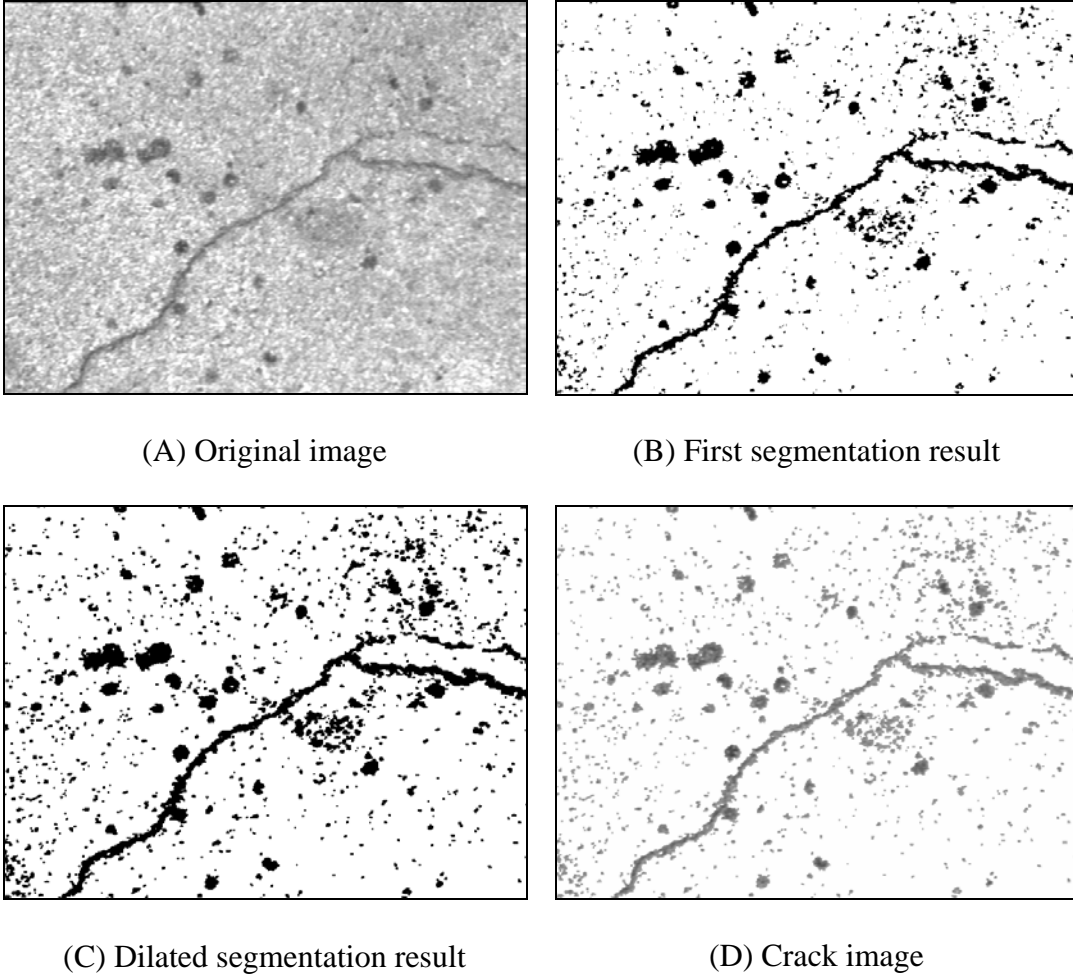 (A) Original image
(B) First segmentation result
(C) Dilated segmentation result
(D) Crack image